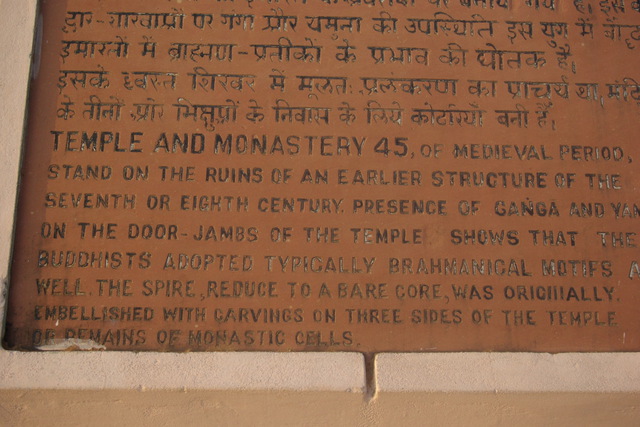 द्वार-शाखाओं पर गंगा और यमुना की उपस्थिति इस युग में बौद्ध
इमारतों में ब्राह्मण-प्रतीकों के प्रभाव की द्योतक है,
इसके ध्वस्त शिखर में मूलतः अलंकरण का प्राचर्य था, मंदि
के तीनों ओर भिक्षुओं के निवास के लिये कोठरियाँ बनी हैं,
TEMPLE AND MONASTERY 45, OF MEDIEVAL PERIOD,
STAND ON THE RUINS OF AN EARLIER STRUCTURE OF THE
SEVENTH OR EIGHTH CENTURY. PRESENCE OF GANGA AND YAM
ON THE DOOR-JAMBS OF THE TEMPLE SHOWS THAT THE
BUDDHISTS ADOPTED TYPICALLY BRAHMANICAL MOTIFS A
WELL. THE SPIRE, REDUCE TO A BARE CORE, WAS ORIGINALLY
EMBELLISHED WITH CARVINGS ON THREE SIDES OF THE TEMPLE
OF REMAINS OF MONASTIC CELLS.